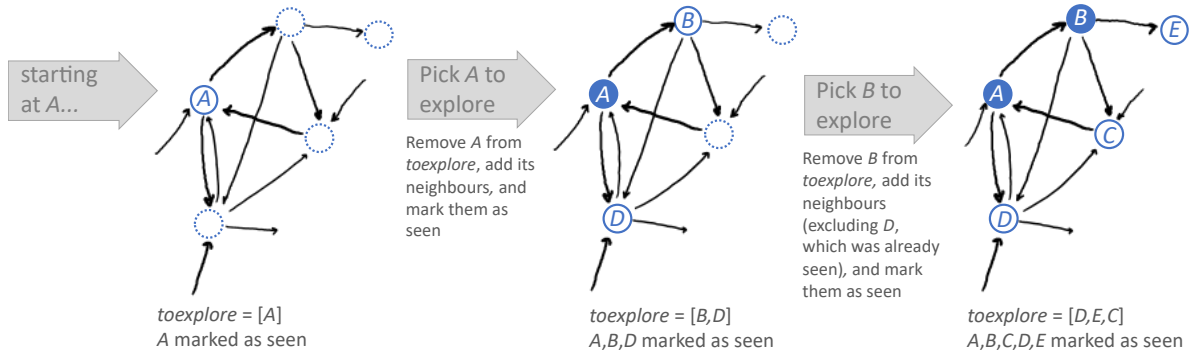 starting
at A...
A
toexplore = [A]
A marked as seen
Pick A to
explore
Remove A from
toexplore, add its
neighbours, and
mark them as
seen
B
A
D
toexplore = [B,D]
A,B,D marked as seen
Pick B to
explore
Remove B from
toexplore, add its
neighbours
(excluding D,
which was already
seen), and mark
them as seen
B
E
A
C
D
toexplore = [D,E,C]
A,B,C,D,E marked as seen